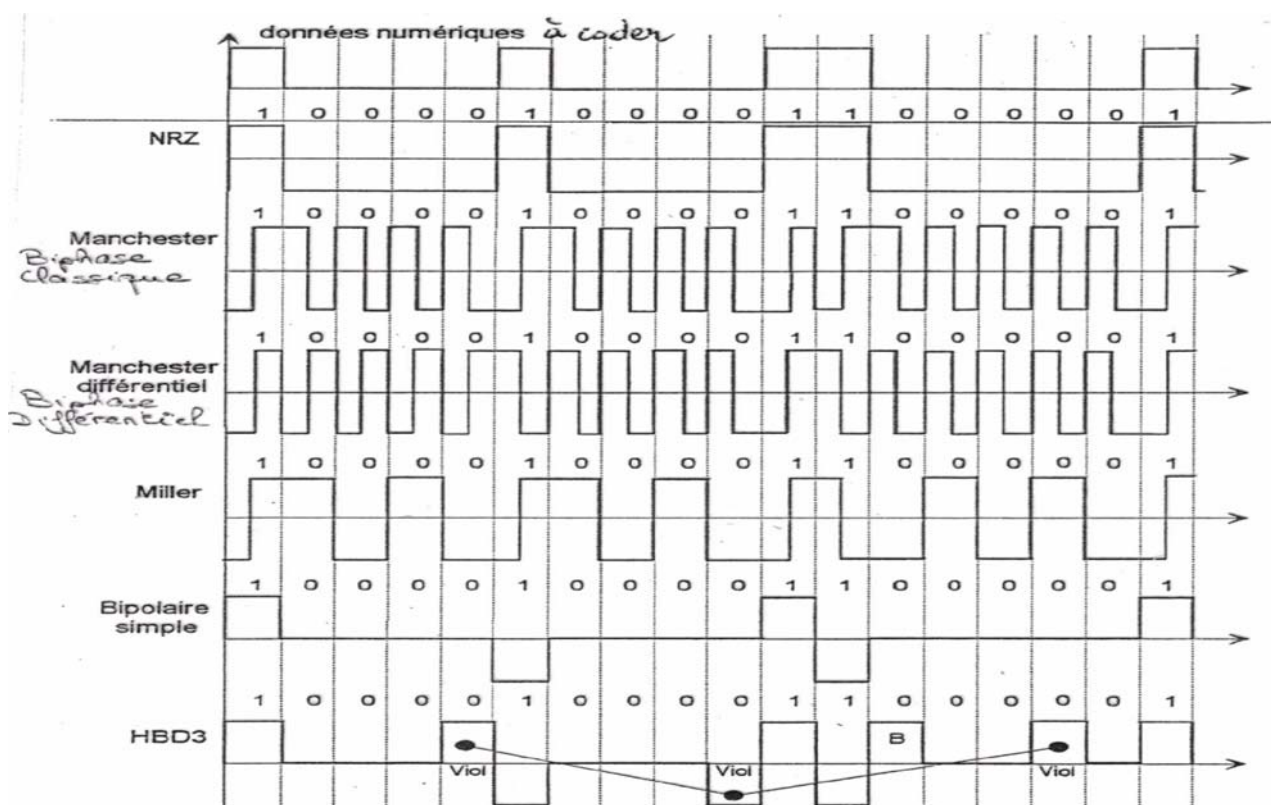 données numériques à coder
1 0 0 0 0 1 0 0 0 0 1 1 0 0 0 0 0 1
NRZ
1 0 0 0 0 1 0 0 0 0 1 1 0 0 0 0 0 1
Manchester
Biphase
Classique
1 0 0 0 0 1 0 0 0 0 1 1 0 0 0 0 0 1
Manchester
différentiel
Biphase
Différentiel
1 0 0 0 0 1 0 0 0 0 1 1 0 0 0 0 0 1
Miller
1 0 0 0 0 1 0 0 0 0 1 1 0 0 0 0 0 1
Bipolaire
simple
1 0 0 0 0 1 0 0 0 0 1 1 0 0 0 0 0 1
HBD3
B
Viol Viol Viol